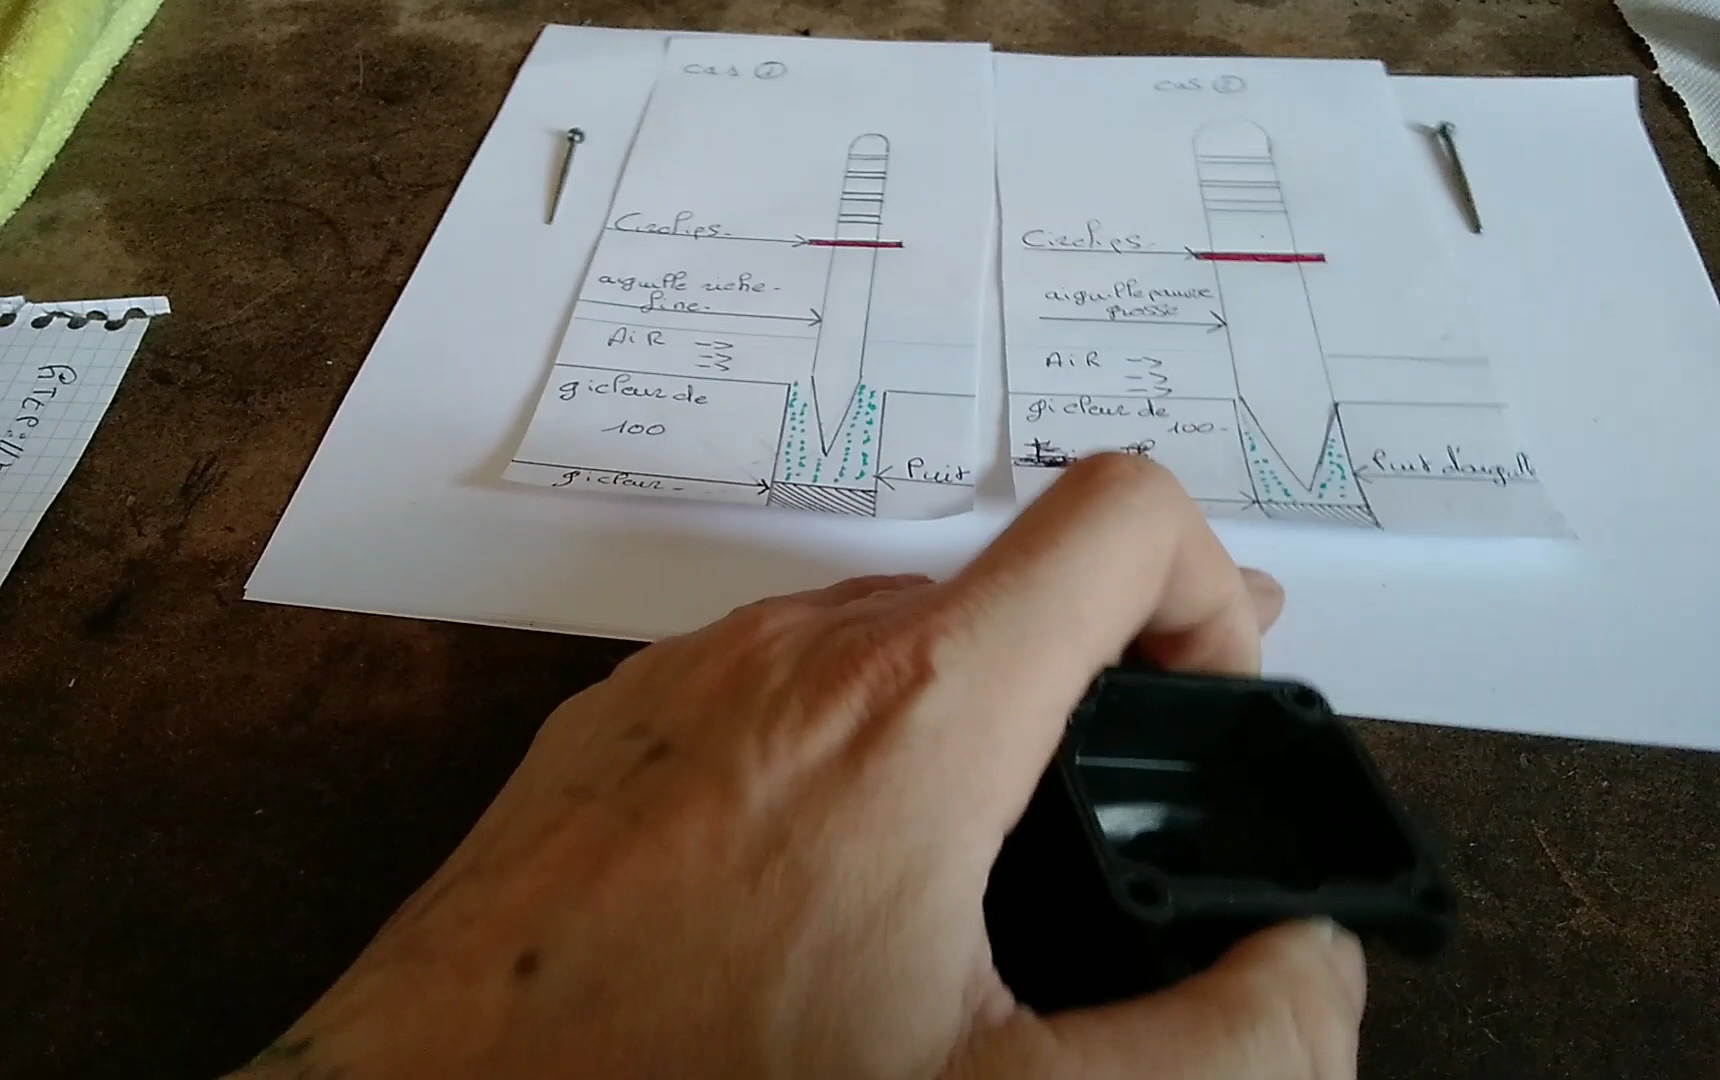 cas ①
Circlips.
aiguille riche.
fine.
AiR
gicleur de
100
gicleur.
Puit
cas ②
Circlips.
aiguille pauvre
grosse
AiR
gicleur de
100.
Puit d'aiguill